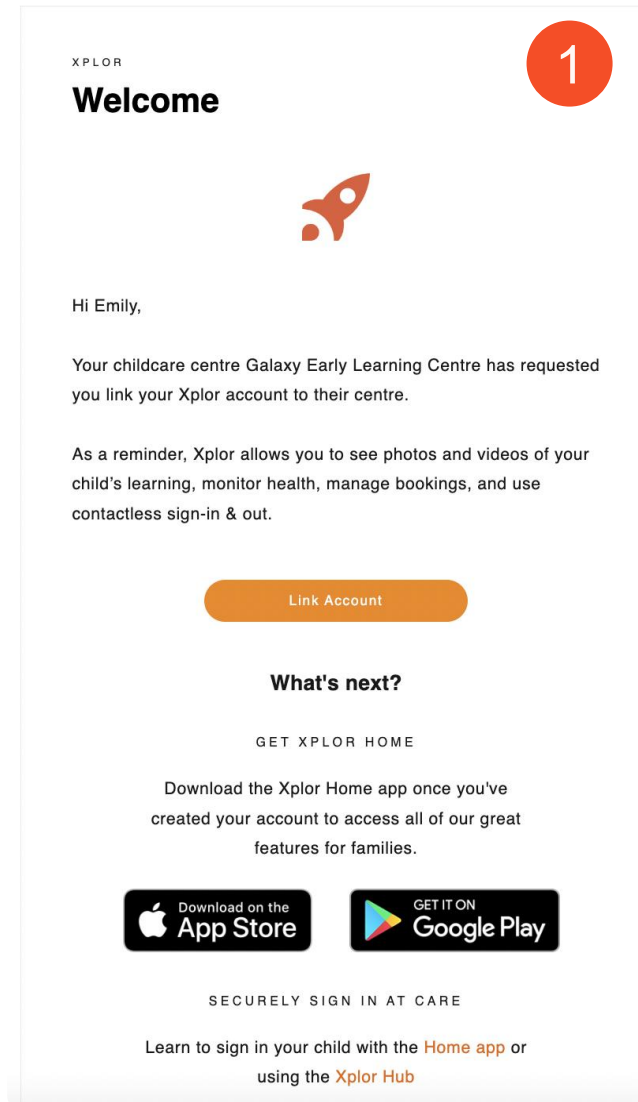 XPLOR
1
Welcome
Hi Emily,
Your childcare centre Galaxy Early Learning Centre has requested
you link your Xplor account to their centre.
As a reminder, Xplor allows you to see photos and videos of your
child's learning, monitor health, manage bookings, and use
contactless sign-in & out.
Link Account
What's next?
GET XPLOR HOME
Download the Xplor Home app once you've
created your account to access all of our great
features for families.
Download on the
App Store
GET IT ON
Google Play
SECURELY SIGN IN AT CARE
Learn to sign in your child with the Home app or
using the Xplor Hub